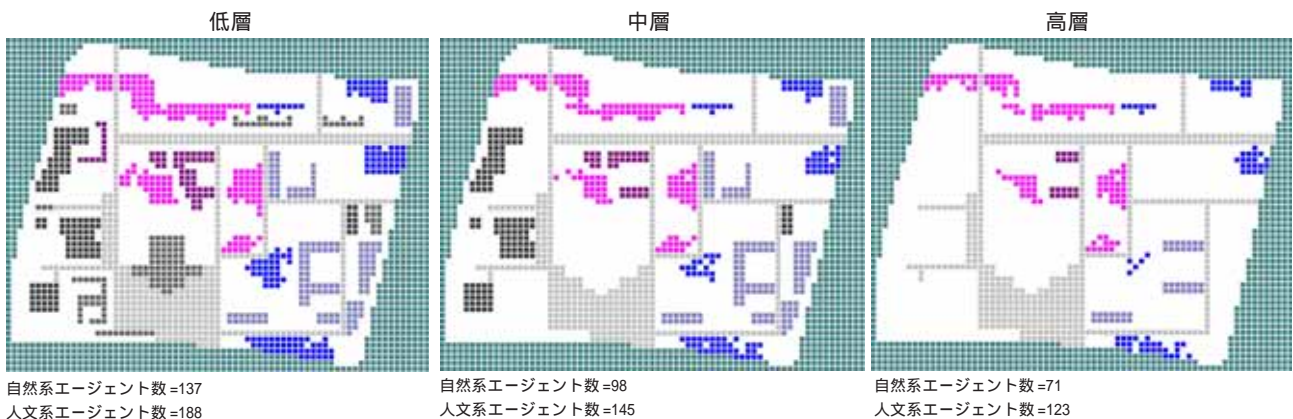 低層
中層
高層
自然系エージェント数=137
人文系エージェント数=188
自然系エージェント数=98
人文系エージェント数=145
自然系エージェント数=71
人文系エージェント数=123